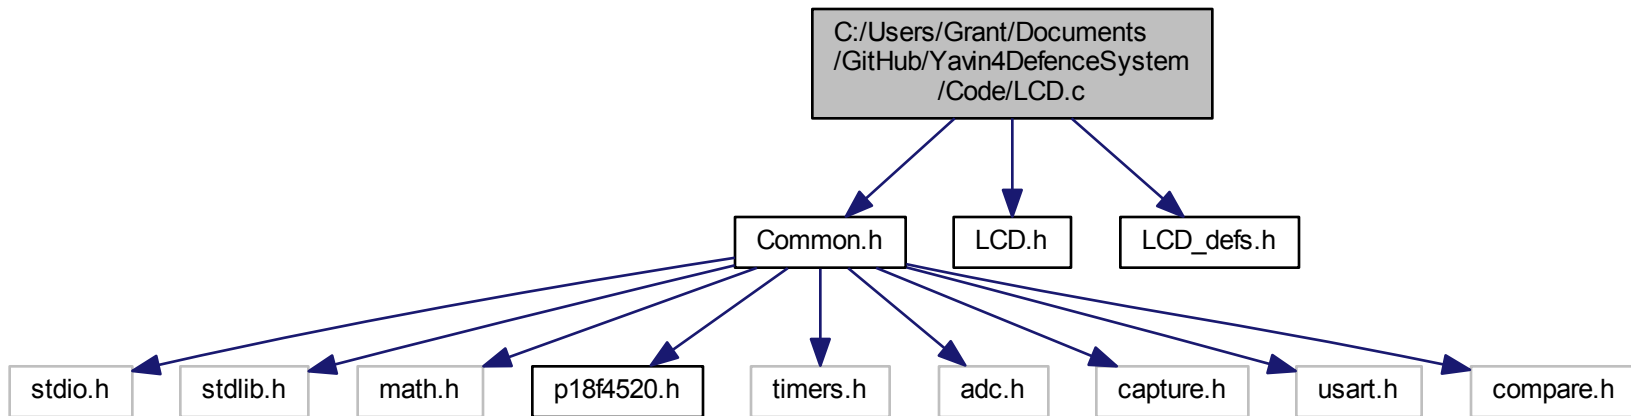 C:/Users/Grant/Documents
/GitHub/Yavin4DefenceSystem
/Code/LCD.c
Common.h
LCD.h
LCD_defs.h
stdio.h
stdlib.h
math.h
p18f4520.h
timers.h
adc.h
capture.h
usart.h
compare.h